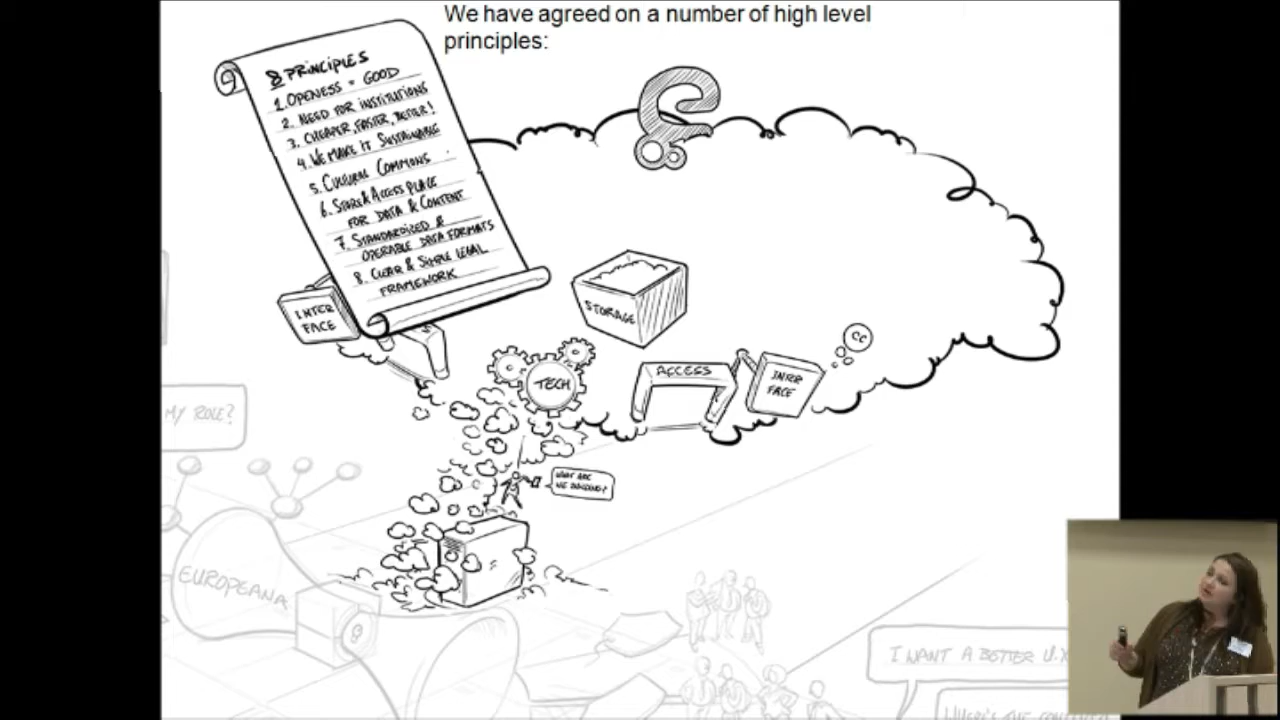 We have agreed on a number of high level
principles:
8 PRINCIPLES
1. OPENESS = GOOD
2. NEED FOR INSTITUTIONS
3. CHEAPER, FASTER, BETTER!
4. WE MAKE IT SUSTAINABLE
5. CULTURAL COMMONS
6. STORE & ACCESS PLACE
FOR DATA & CONTENT
7. STANDARDIZED &
OPERABLE DATA FORMATS
8. CLEAR & SIMPLE LEGAL
FRAMEWORK
INTER
FACE
STORAGE
TECH
ACCESS
INTER
FACE
CC
MY ROLE?
WHAT ARE
WE BUILDING?
EUROPEANA
I WANT A BETTER U.
WHERE'S THE